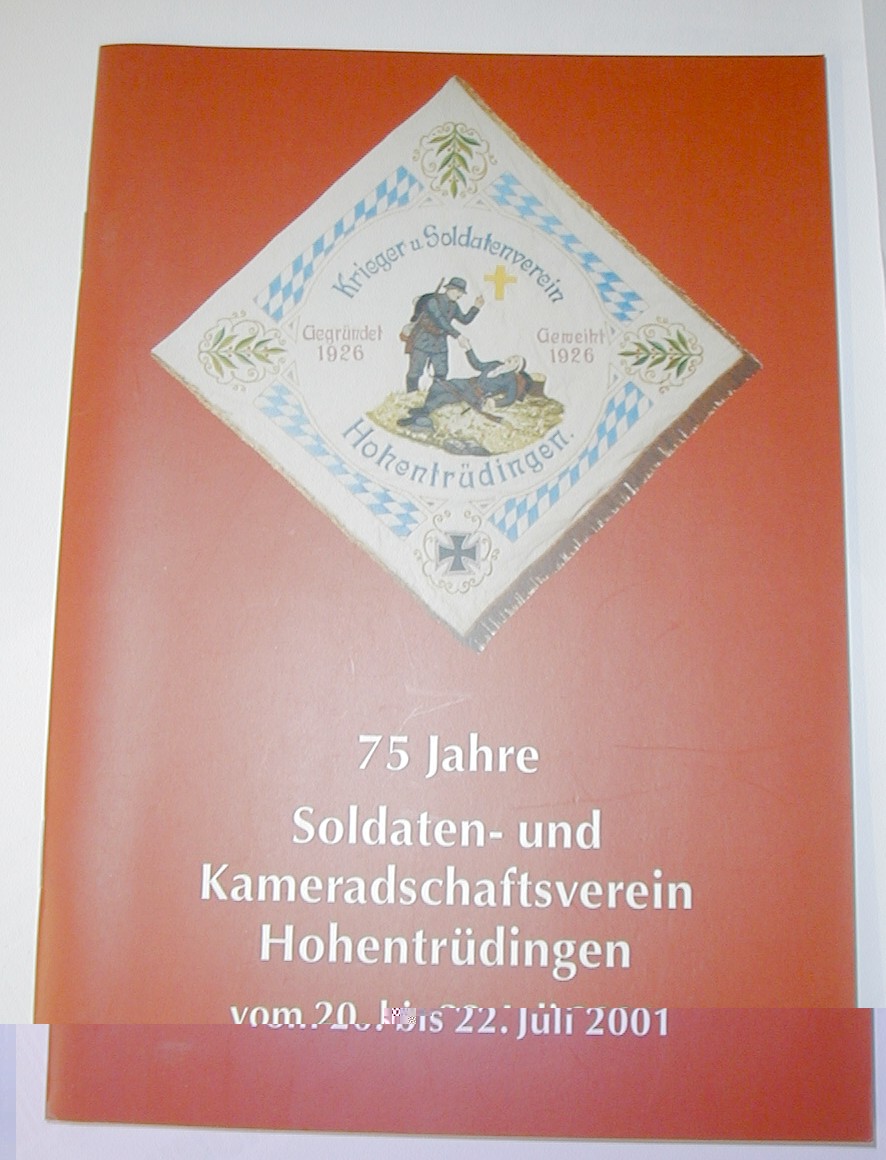 Krieger u Soldatenverein
Gegründet
1926
Geweiht
1926
Hohentrüdingen.
75 Jahre
Soldaten- und
Kameradschaftsverein
Hohentrüdingen
vom 20. bis 22. Juli 2001